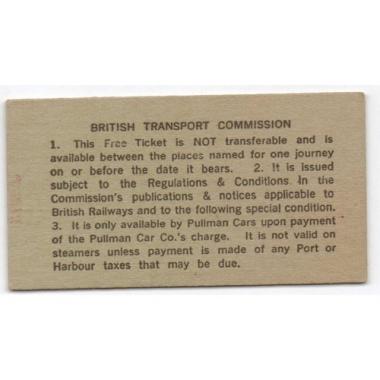 BRITISH TRANSPORT COMMISSION
1. This Free Ticket is NOT transferable and is
available between the places named for one journey
on or before the date it bears. 2. It is issued
subject to the Regulations & Conditions in the
Commission's publications & notices applicable to
British Railways and to the following special condition.
3. It is only available by Pullman Cars upon payment
of the Pullman Car Co.'s charge. It is not valid on
steamers unless payment is made of any Port or
Harbour taxes that may be due.